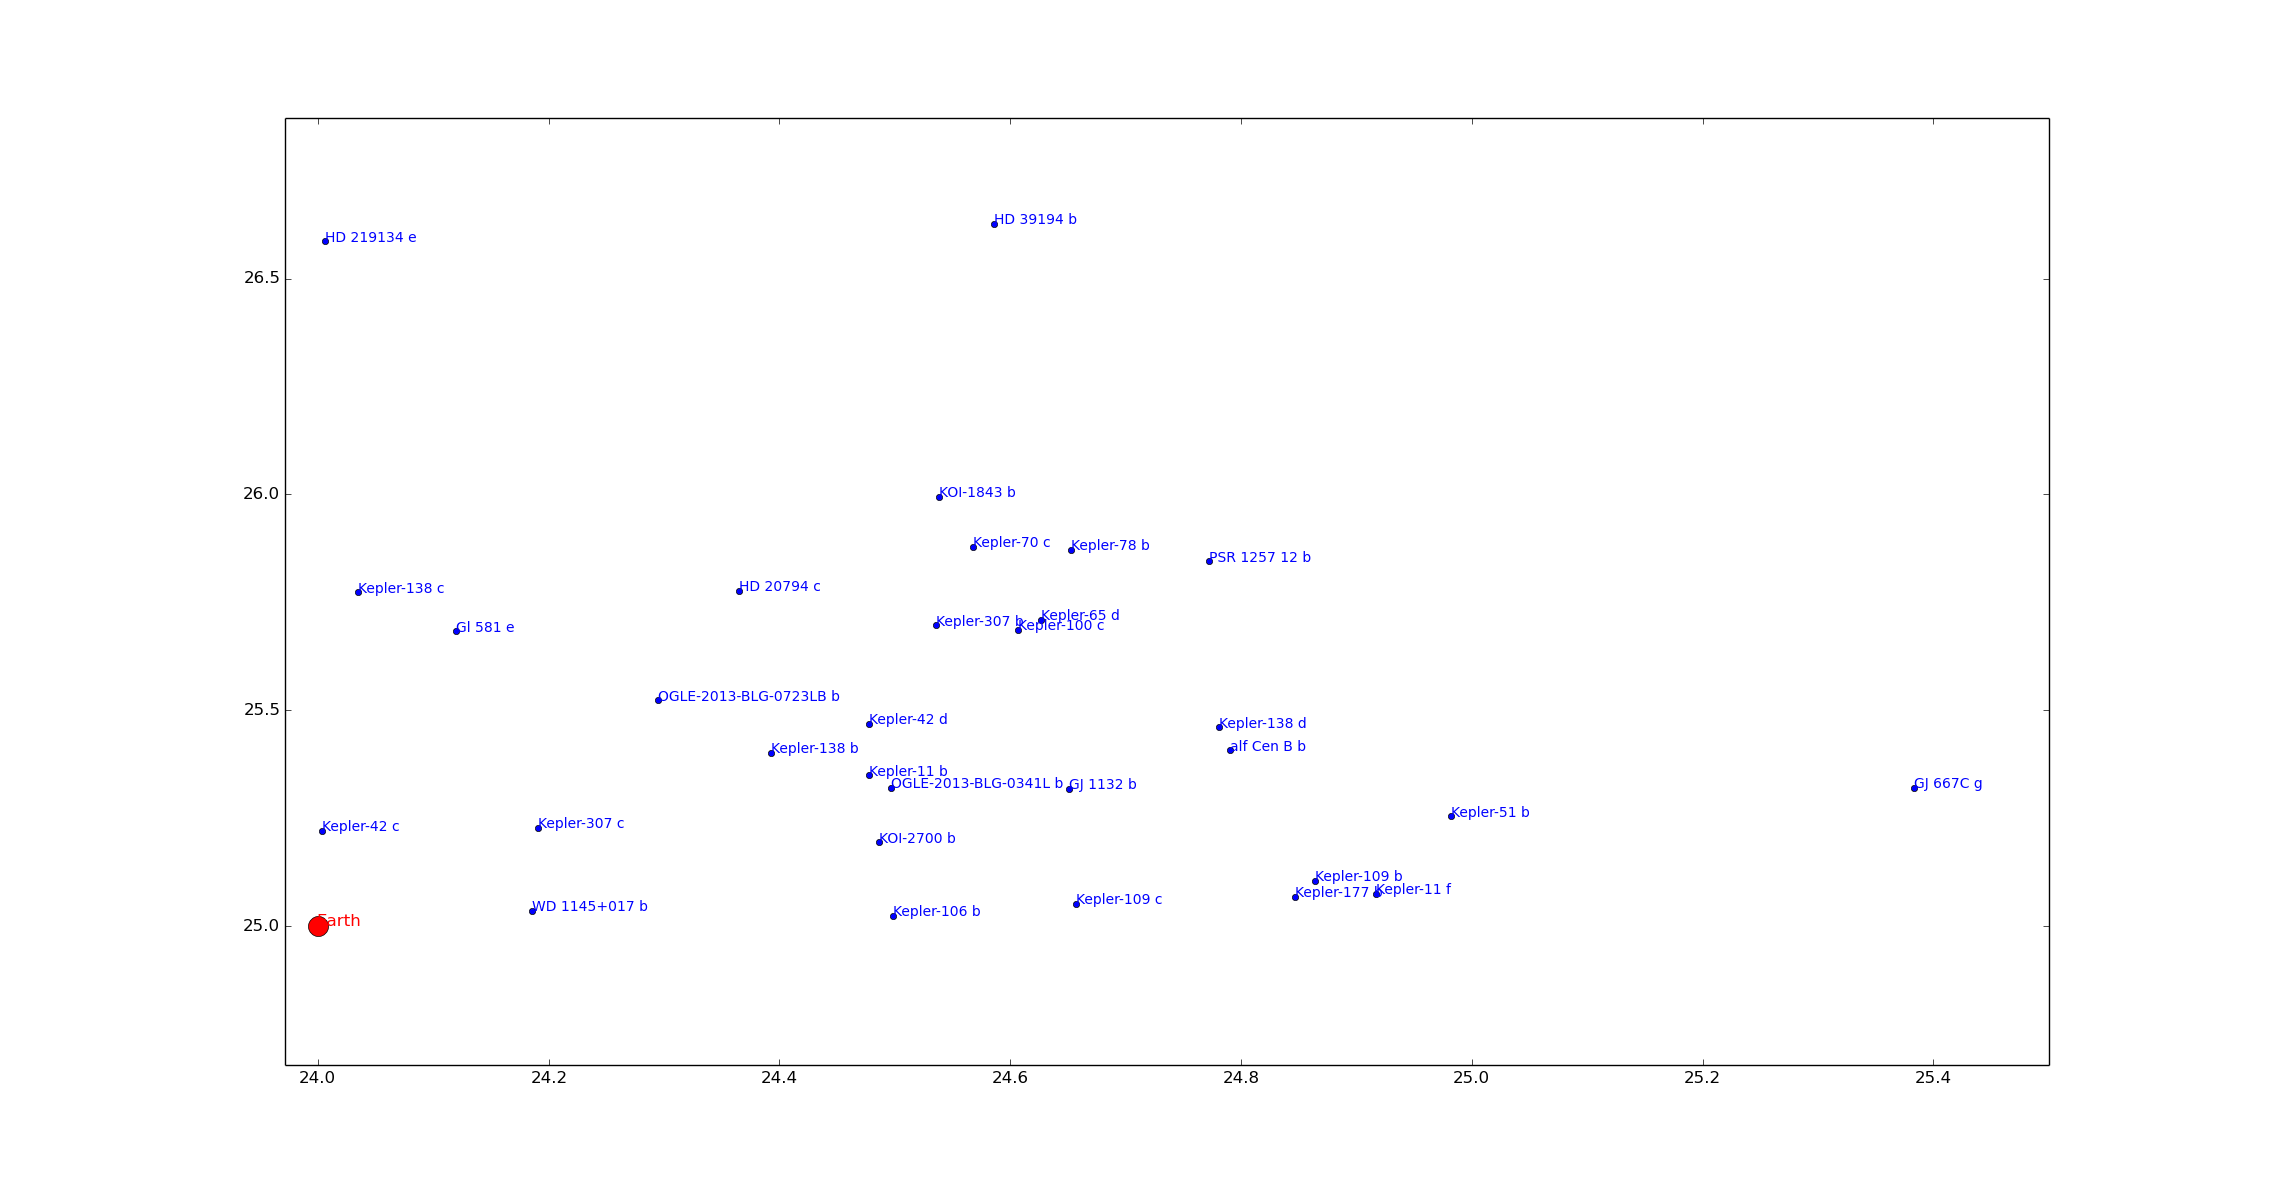 HD 39194 b
HD 219134 e
26.5
KOI-1843 b
26.0
Kepler-70 c
Kepler-78 b
PSR 1257 12 b
HD 20794 c
Kepler-138 c
Kepler-65 d
Kepler-307 b
Kepler-100 c
Gl 581 e
OGLE-2013-BLG-0723LB b
25.5
Kepler-42 d
Kepler-138 d
alf Cen B b
Kepler-138 b
Kepler-11 b
OGLE-2013-BLG-0341L b
GJ 1132 b
GJ 667C g
Kepler-51 b
Kepler-307 c
Kepler-42 c
KOI-2700 b
Kepler-109 b
Kepler-11 f
Kepler-177 b
Kepler-109 c
WD 1145+017 b
Kepler-106 b
Earth
25.0
24.0 24.2 24.4 24.6 24.8 25.0 25.2 25.4